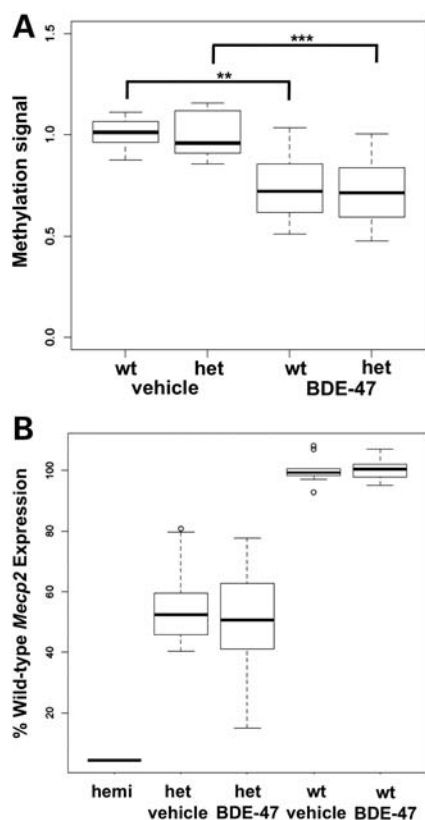 A
Methylation signal
1.5
1.0
0.5
0.0
**
***
wt het wt het
vehicle BDE-47
B
% Wild-type Mecp2 Expression
100
80
60
40
20
hemi het het wt wt
vehicle BDE-47 vehicle BDE-47